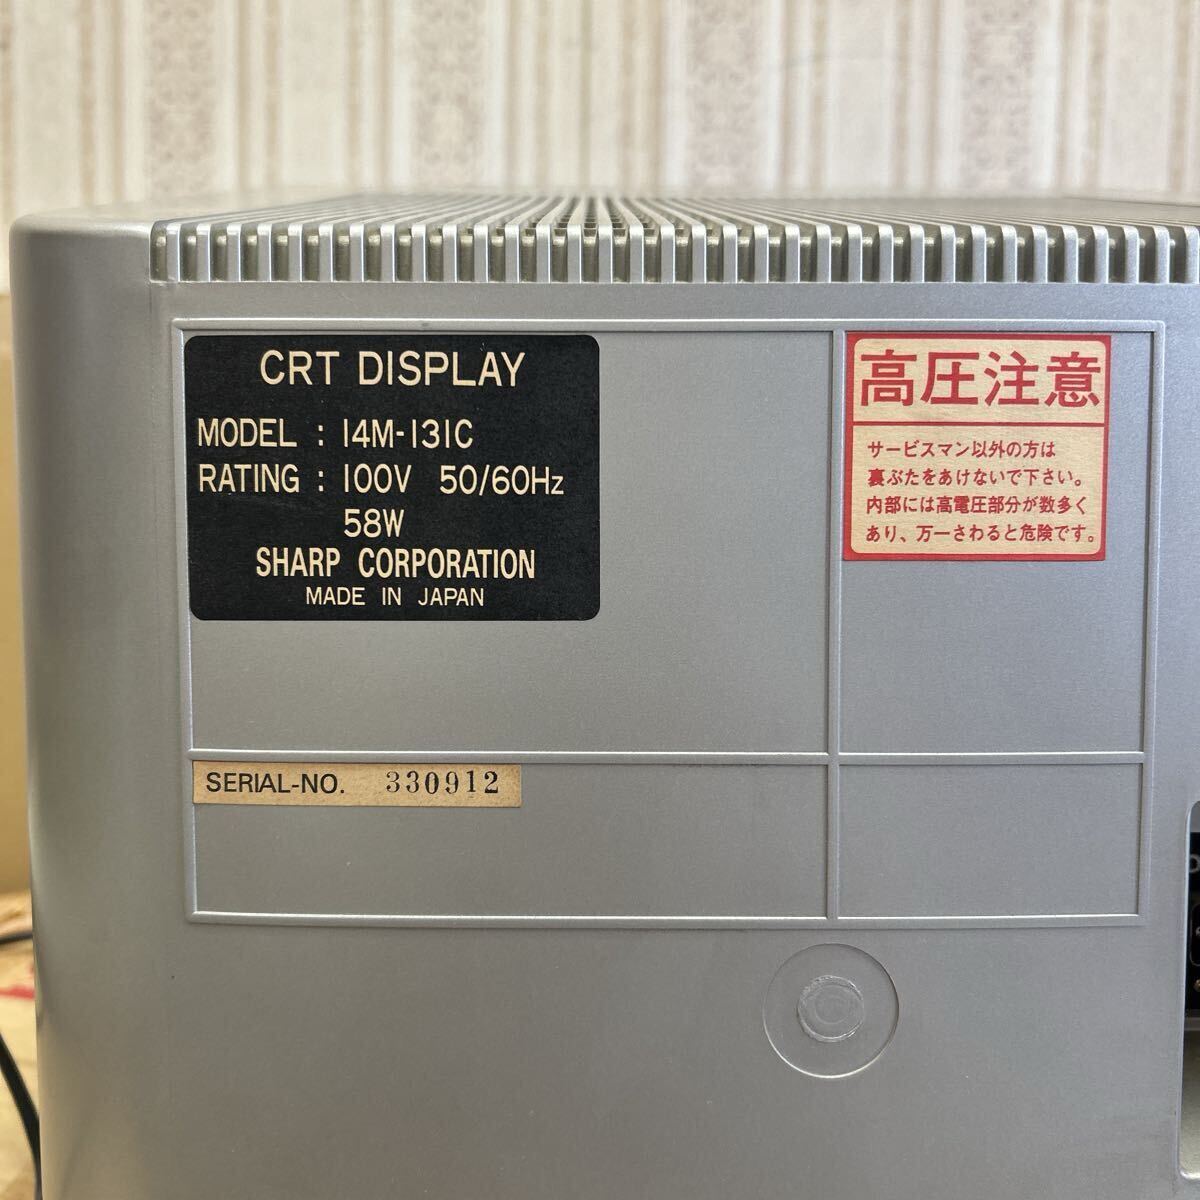 CRT DISPLAY
MODEL : 14M-131C
RATING : 100V 50/60Hz
58W
SHARP CORPORATION
MADE IN JAPAN
高圧注意
サービスマン以外の方は
裏ぶたをあけないで下さい。
内部には高電圧部分が数多く
あり、万一さわると危険です。
SERIAL-NO. 330912